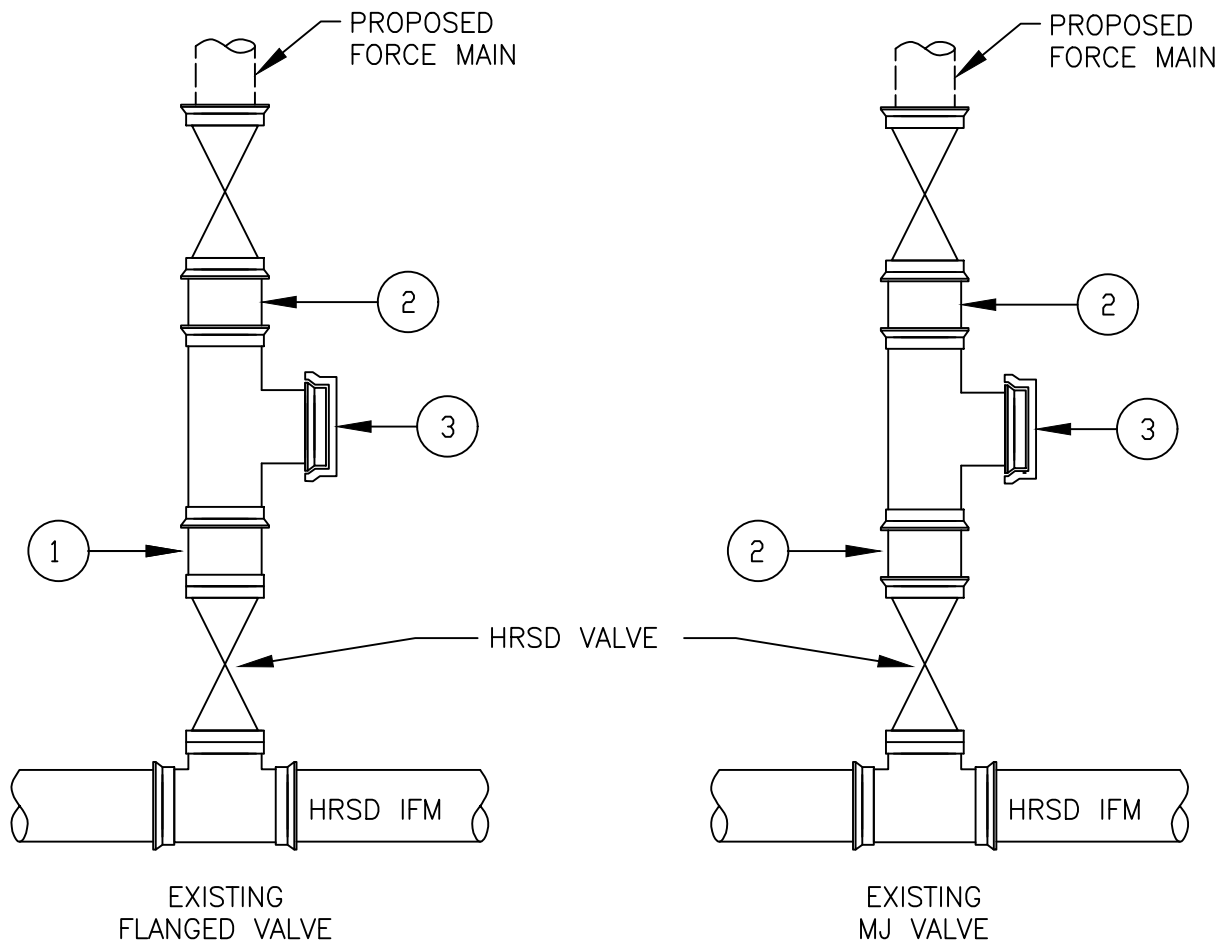 PROPOSED
FORCE MAIN
PROPOSED
FORCE MAIN
2
2
3
3
1
2
HRSD VALVE
HRSD IFM
HRSD IFM
EXISTING
FLANGED VALVE
EXISTING
MJ VALVE